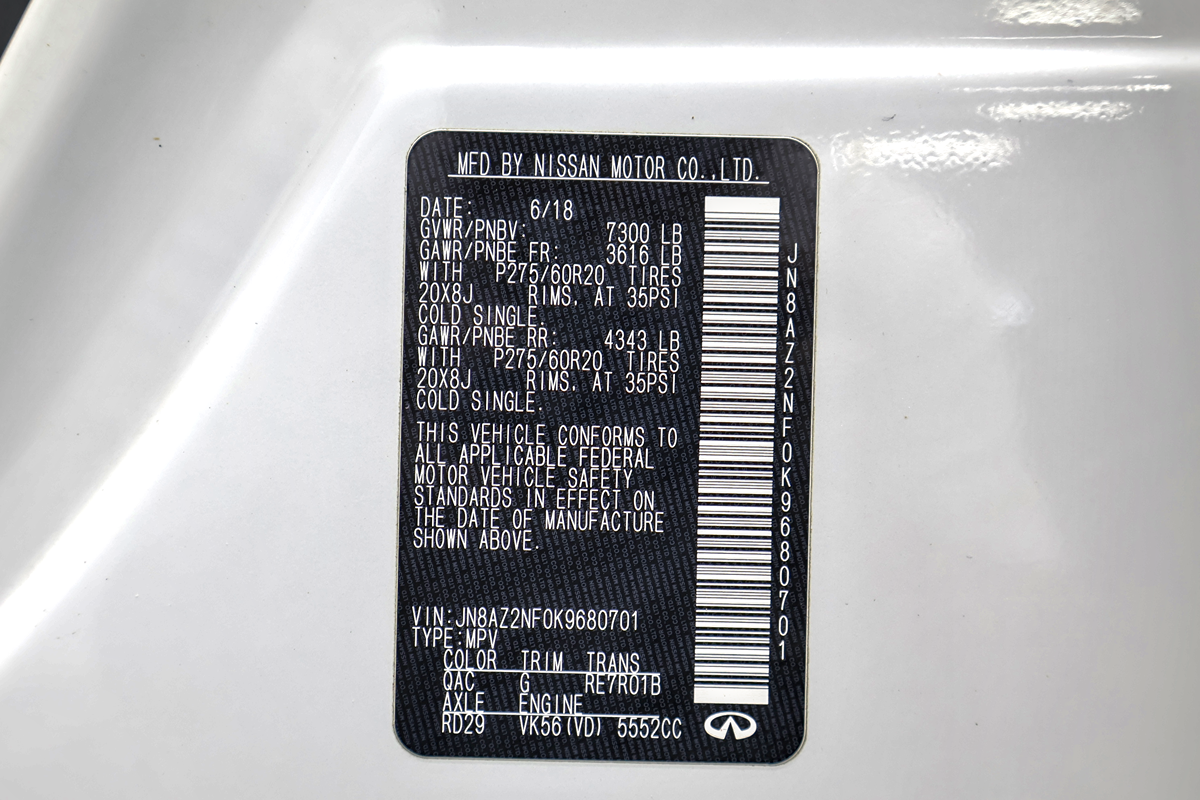 MFD BY NISSAN MOTOR CO.,LTD.
DATE: 6/18
GVWR/PNBV: 7300 LB
GAWR/PNBE FR: 3616 LB
WITH P275/60R20 TIRES
20X8J RIMS. AT 35PSI
COLD SINGLE.
GAWR/PNBE RR: 4343 LB
WITH P275/60R20 TIRES
20X8J RIMS. AT 35PSI
COLD SINGLE.
THIS VEHICLE CONFORMS TO
ALL APPLICABLE FEDERAL
MOTOR VEHICLE SAFETY
STANDARDS IN EFFECT ON
THE DATE OF MANUFACTURE
SHOWN ABOVE.
VIN:JN8AZ2NF0K9680701
TYPE:MPV
COLOR TRIM TRANS
QAC G RE7R01B
AXLE ENGINE
RD29 VK56(VD) 5552CC
JN8AZ2NF0K9680701